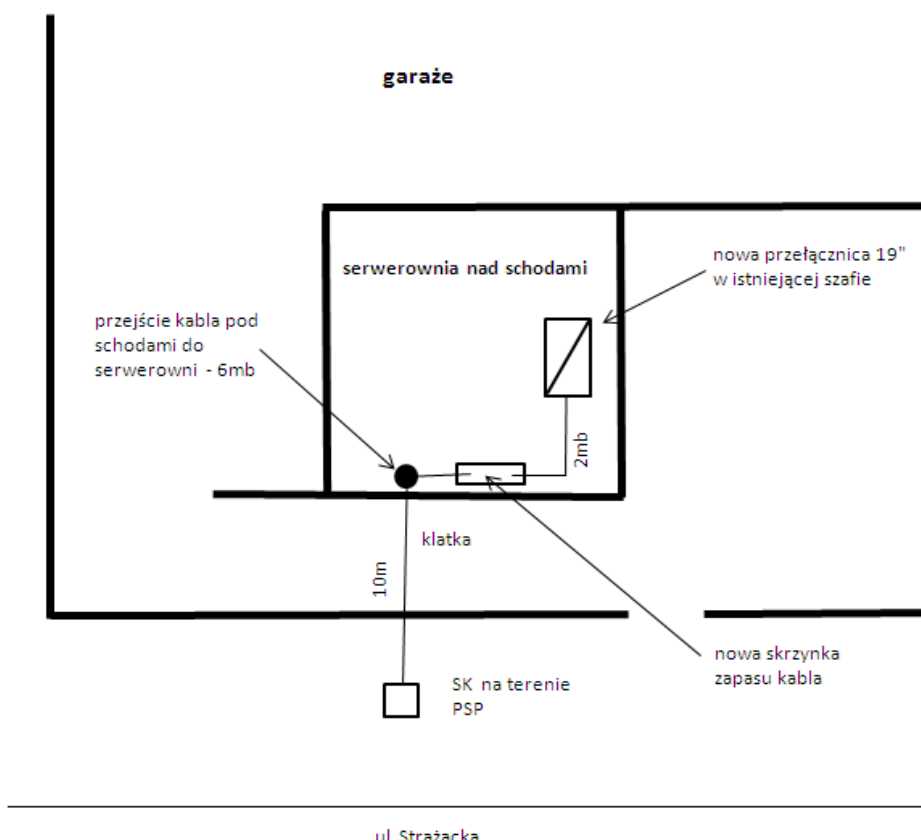 garaże
serwerownia nad schodami
nowa przełącznica 19"
w istniejącej szafie
przejście kabla pod
schodami do
serwerowni - 6mb
2mb
klatka
10m
nowa skrzynka
zapasu kabla
SK na terenie
PSP
ul. Strażacka